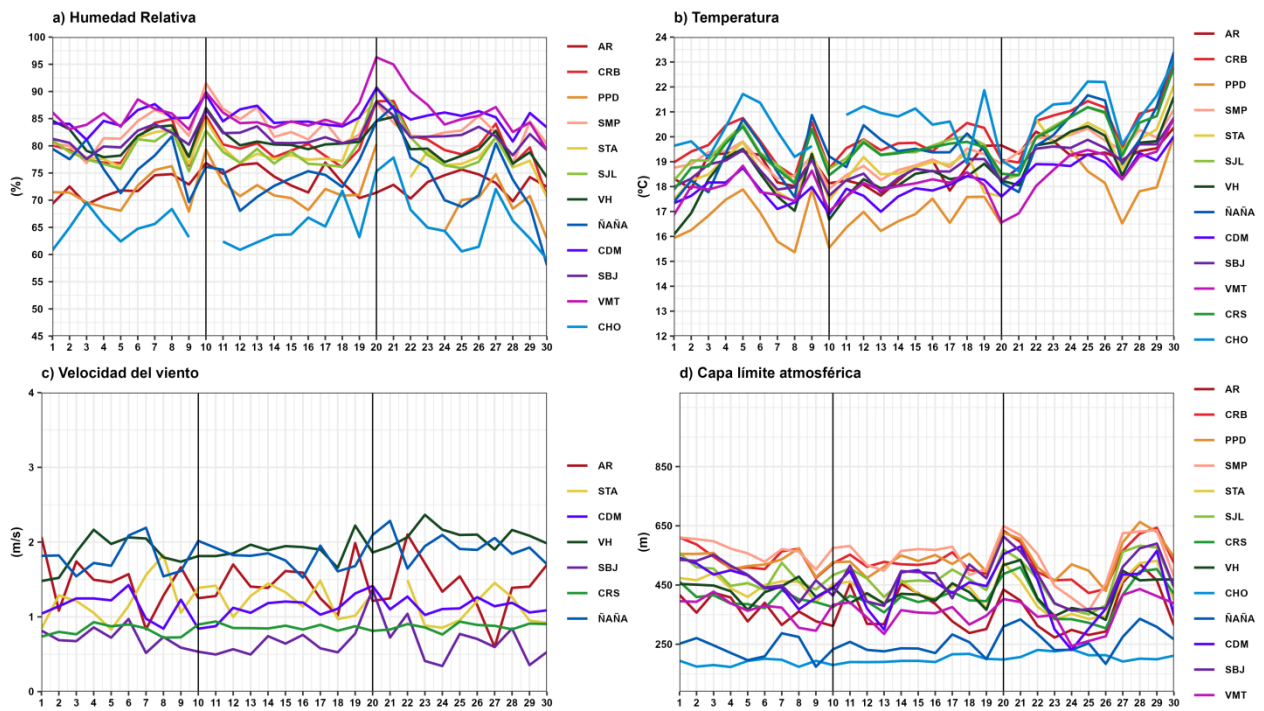 a) Humedad Relativa
(%)
100
95
90
85
80
75
70
65
60
55
50
45
1 2 3 4 5 6 7 8 9 10 11 12 13 14 15 16 17 18 19 20 21 22 23 24 25 26 27 28 29 30
AR
CRB
PPD
SMP
STA
SJL
VH
ÑAÑA
CDM
SBJ
VMT
CHO
b) Temperatura
(ºC)
24
23
22
21
20
19
18
17
16
15
14
13
12
1 2 3 4 5 6 7 8 9 10 11 12 13 14 15 16 17 18 19 20 21 22 23 24 25 26 27 28 29 30
AR
CRB
PPD
SMP
STA
SJL
VH
ÑAÑA
CDM
SBJ
VMT
CRS
CHO
c) Velocidad del viento
(m/s)
4
3
2
1
0
1 2 3 4 5 6 7 8 9 10 11 12 13 14 15 16 17 18 19 20 21 22 23 24 25 26 27 28 29 30
AR
STA
CDM
VH
SBJ
CRS
ÑAÑA
d) Capa límite atmosférica
(m)
850
650
450
250
1 2 3 4 5 6 7 8 9 10 11 12 13 14 15 16 17 18 19 20 21 22 23 24 25 26 27 28 29 30
AR
CRB
PPD
SMP
STA
SJL
CRS
VH
CHO
ÑAÑA
CDM
SBJ
VMT